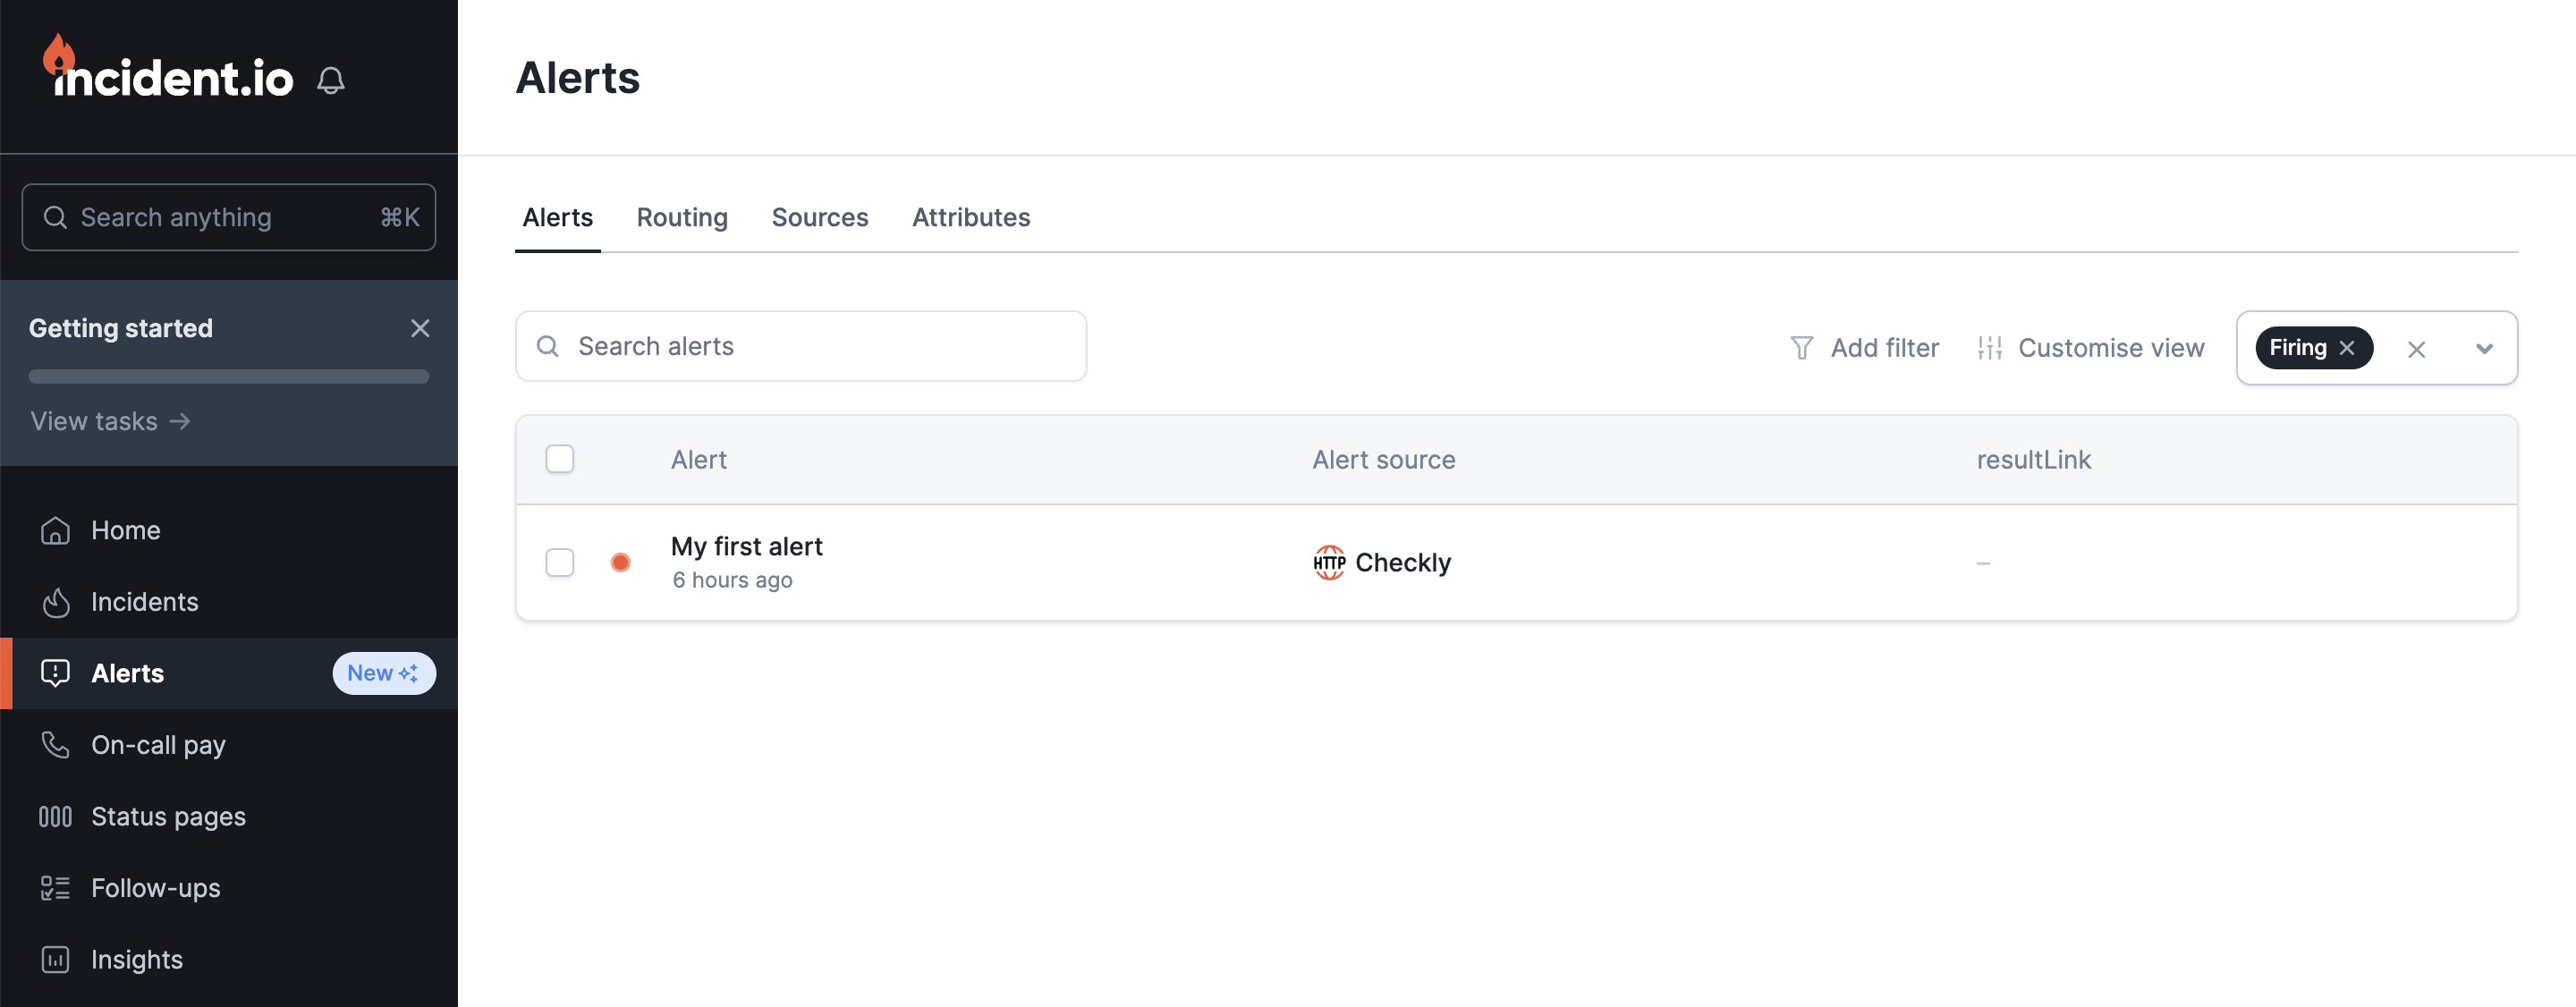 incident.io
Search anything ⌘K
Getting started
View tasks →
Home
Incidents
Alerts New
On-call pay
Status pages
Follow-ups
Insights
Alerts
Alerts Routing Sources Attributes
Search alerts Add filter Customise view Firing
Alert Alert source resultLink
My first alert
6 hours ago
HTTP Checkly –